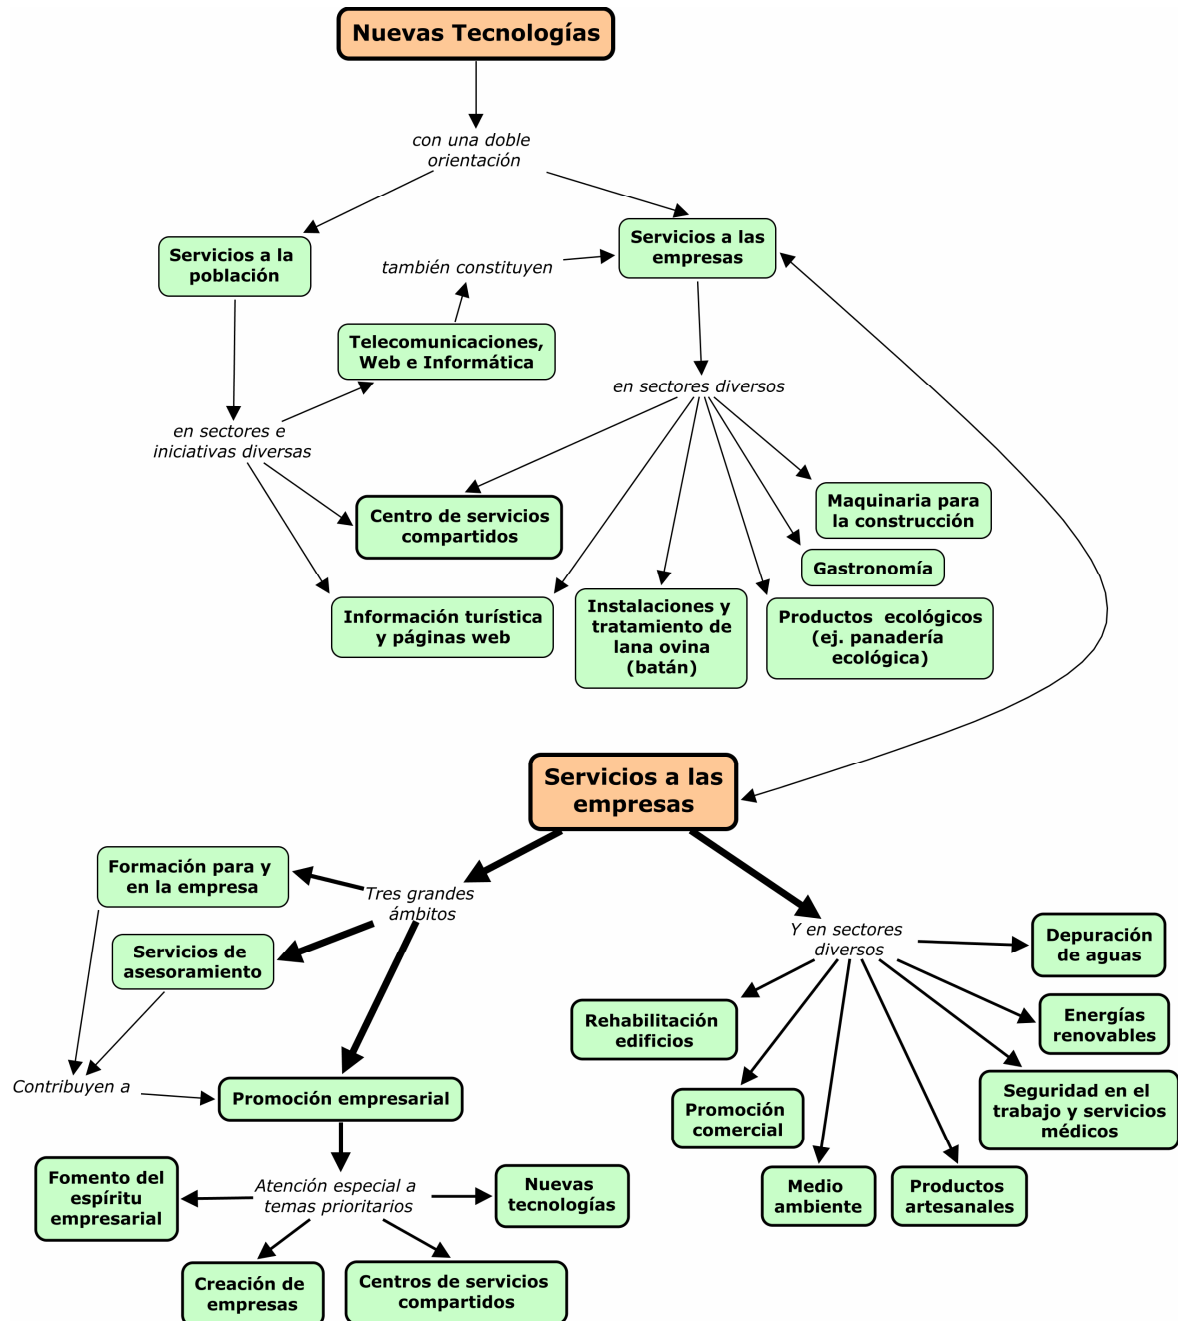 Nuevas Tecnologías
con una doble
orientación
Servicios a la
población
Servicios a las
empresas
también constituyen
Telecomunicaciones,
Web e Informática
en sectores diversos
en sectores e
iniciativas diversas
Centro de servicios
compartidos
Maquinaria para
la construcción
Gastronomía
Información turística
y páginas web
Instalaciones y
tratamiento de
lana ovina
(batán)
Productos ecológicos
(ej. panadería
ecológica)
Servicios a las
empresas
Formación para y
en la empresa
Tres grandes
ámbitos
Servicios de
asesoramiento
Y en sectores
diversos
Depuración
de aguas
Rehabilitación
edificios
Energías
renovables
Contribuyen a
Promoción empresarial
Promoción
comercial
Seguridad en el
trabajo y servicios
médicos
Fomento del
espíritu
empresarial
Atención especial a
temas prioritarios
Nuevas
tecnologías
Medio
ambiente
Productos
artesanales
Creación de
empresas
Centros de servicios
compartidos